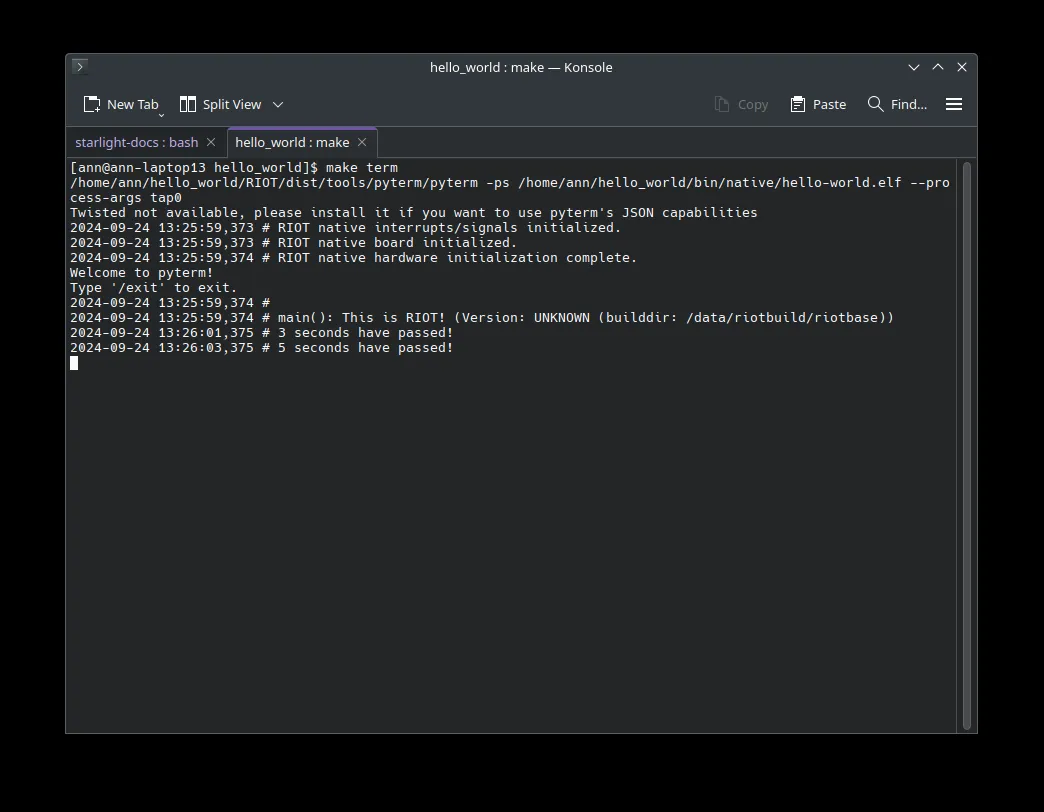 hello_world : make — Konsole
New Tab Split View Copy Paste Find...
starlight-docs : bash hello_world : make
[ann@ann-laptop13 hello_world]$ make term
/home/ann/hello_world/RIOT/dist/tools/pyterm/pyterm -ps /home/ann/hello_world/bin/native/hello-world.elf --pro
cess-args tap0
Twisted not available, please install it if you want to use pyterm's JSON capabilities
2024-09-24 13:25:59,373 # RIOT native interrupts/signals initialized.
2024-09-24 13:25:59,373 # RIOT native board initialized.
2024-09-24 13:25:59,374 # RIOT native hardware initialization complete.
Welcome to pyterm!
Type '/exit' to exit.
2024-09-24 13:25:59,374 #
2024-09-24 13:25:59,374 # main(): This is RIOT! (Version: UNKNOWN (builddir: /data/riotbuild/riotbase))
2024-09-24 13:26:01,375 # 3 seconds have passed!
2024-09-24 13:26:03,375 # 5 seconds have passed!